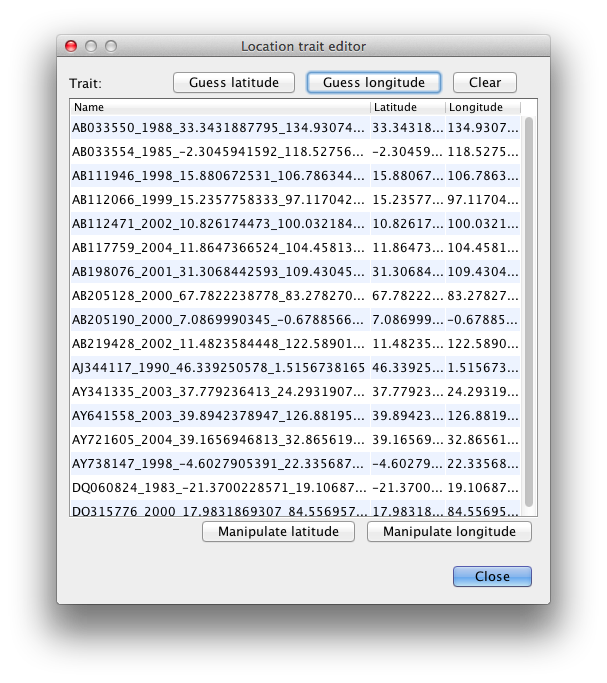 Location trait editor
Trait: Guess latitude Guess longitude Clear
Name Latitude Longitude
AB033550_1988_33.3431887795_134.93074... 33.34318... 134.9307...
AB033554_1985_-2.3045941592_118.52756... -2.30459... 118.5275...
AB111946_1998_15.880672531_106.786344... 15.88067... 106.7863...
AB112066_1999_15.2357758333_97.117042... 15.23577... 97.11704...
AB112471_2002_10.826174473_100.032184... 10.82617... 100.0321...
AB117759_2004_11.8647366524_104.45813... 11.86473... 104.4581...
AB198076_2001_31.3068442593_109.43045... 31.30684... 109.4304...
AB205128_2000_67.7822238778_83.278270... 67.78222... 83.27827...
AB205190_2000_7.0869990345_-0.6788566... 7.086999... -0.67885...
AB219428_2002_11.4823584448_122.58901... 11.48235... 122.5890...
AJ344117_1990_46.339250578_1.5156738165 46.33925... 1.515673...
AY341335_2003_37.779236413_24.2931907... 37.77923... 24.29319...
AY641558_2003_39.8942378947_126.88195... 39.89423... 126.8819...
AY721605_2004_39.1656946813_32.865619... 39.16569... 32.86561...
AY738147_1998_-4.6027905391_22.335687... -4.60279... 22.33568...
DQ060824_1983_-21.3700228571_19.10687... -21.3700... 19.10687...
DQ315776_2000_17.9831869307_84.556957... 17.98318... 84.55695...
Manipulate latitude Manipulate longitude
Close